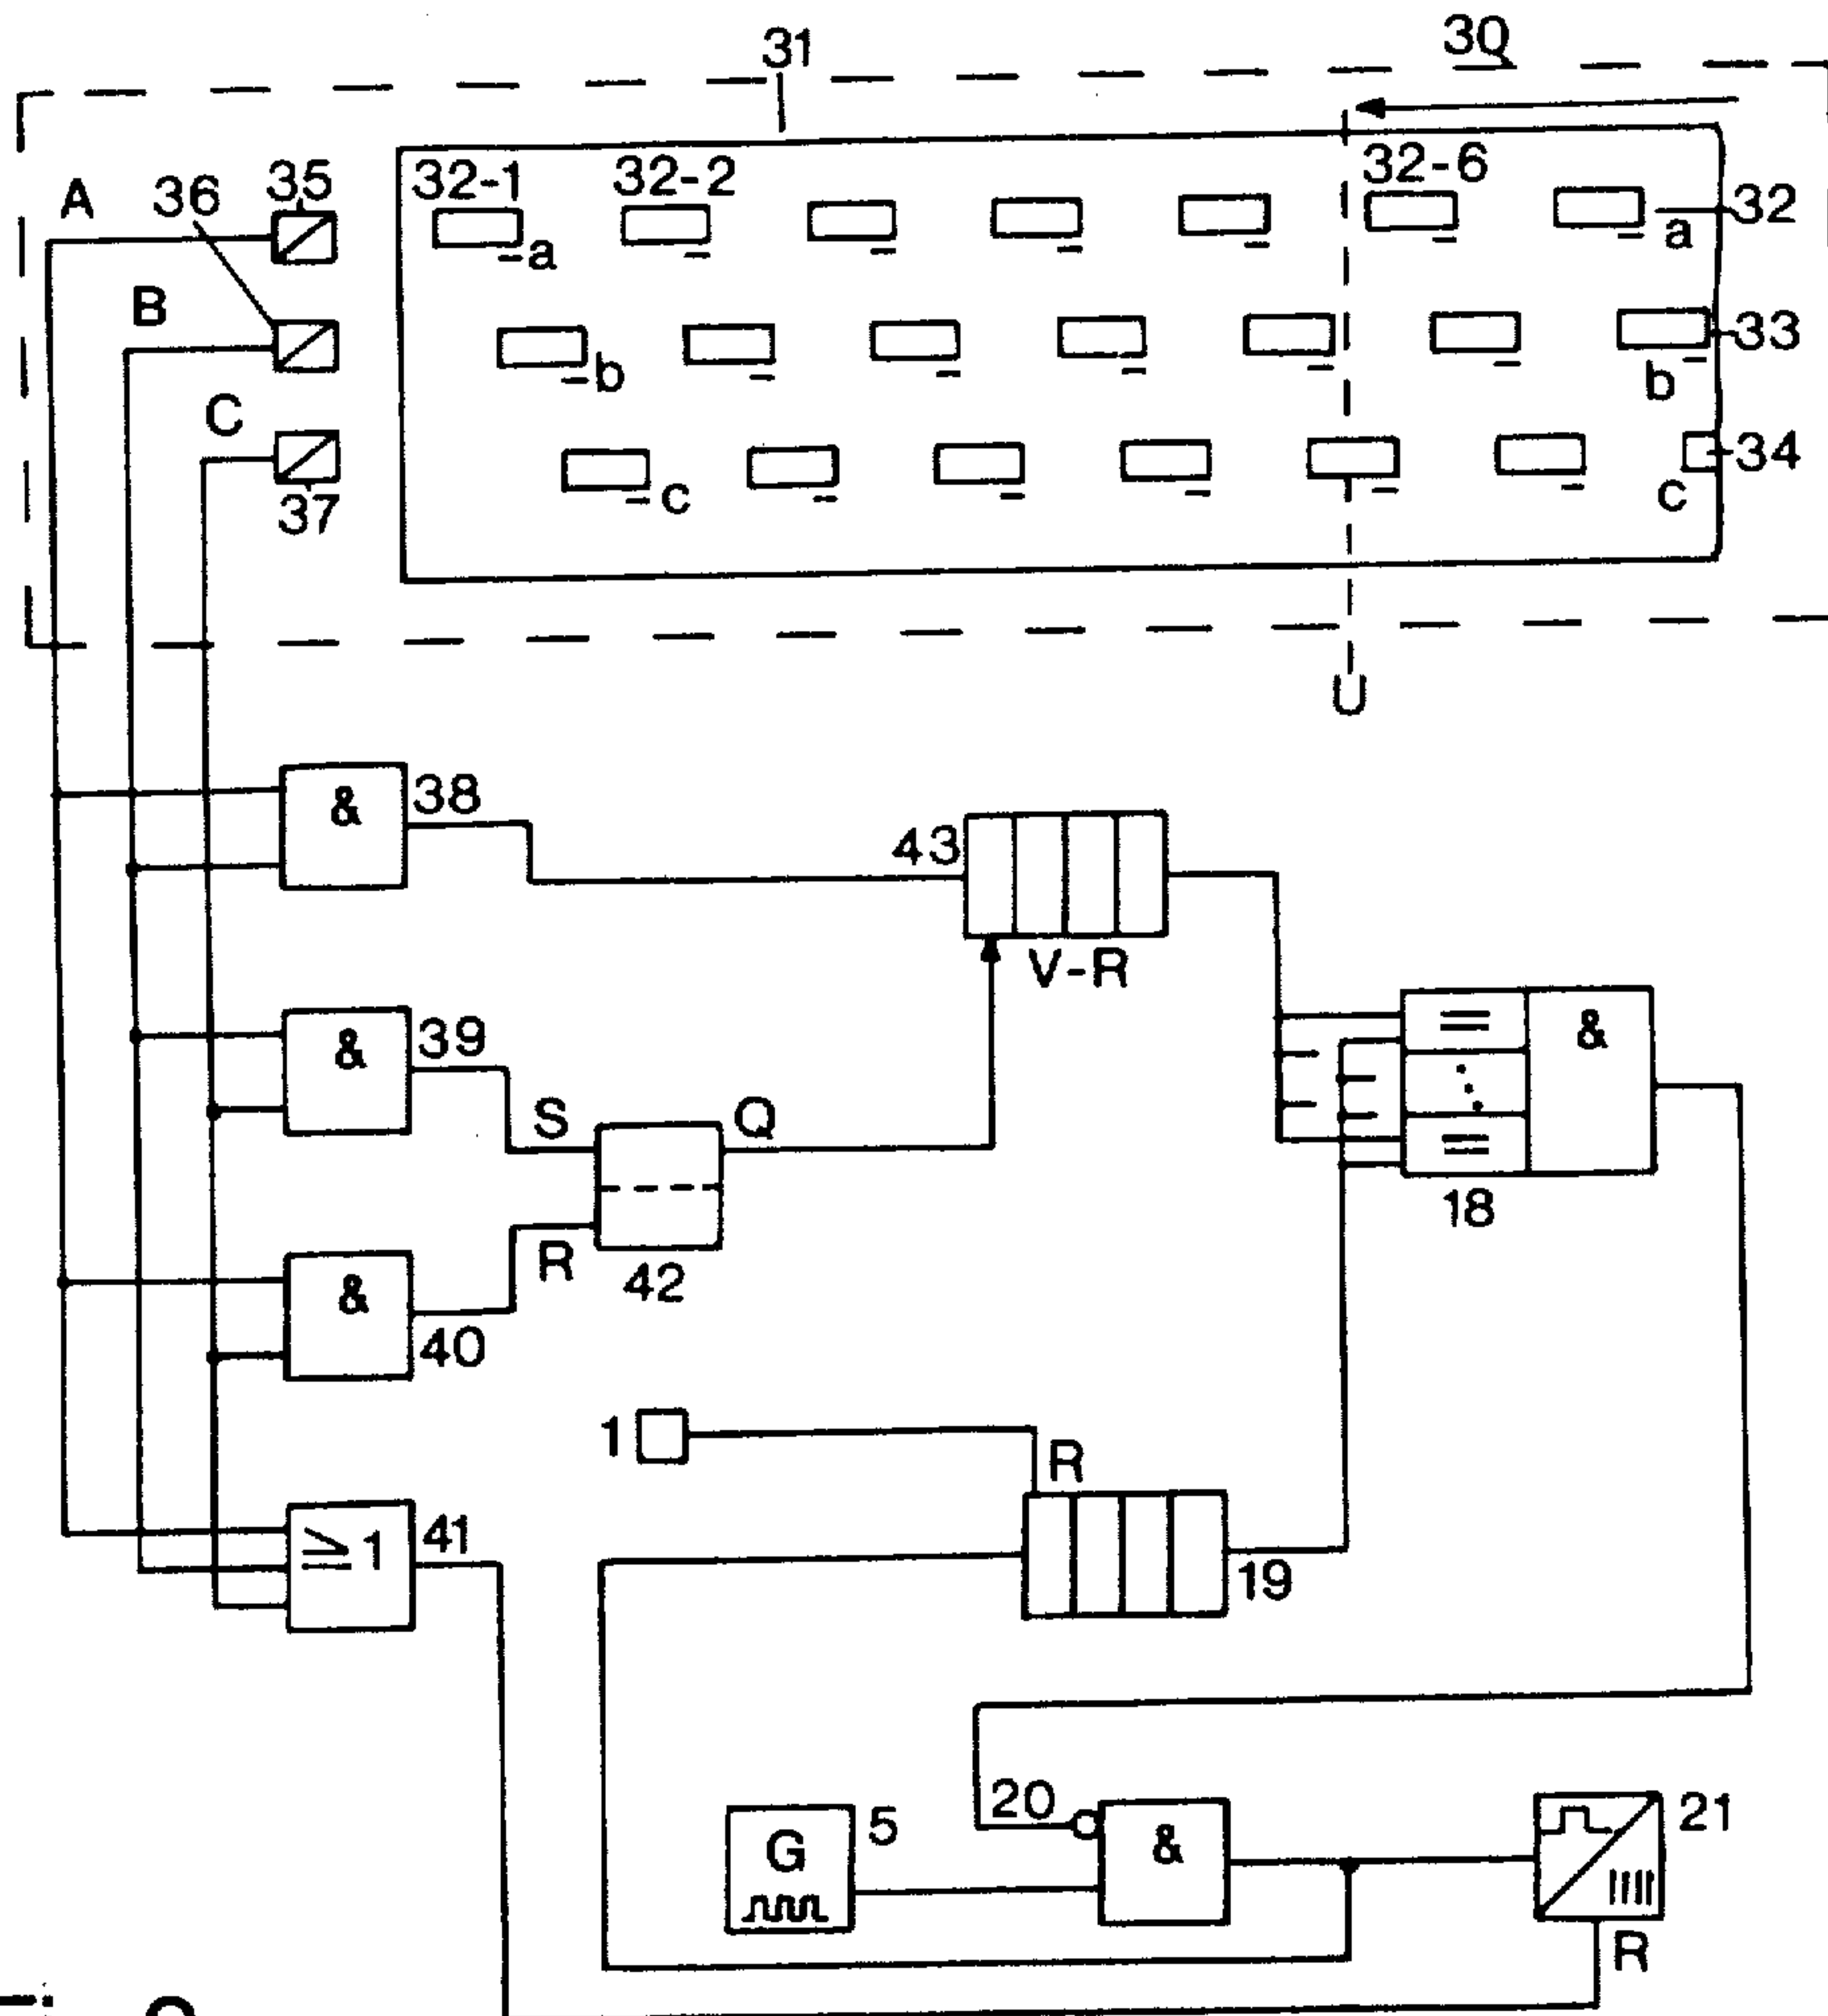 30
31
32-1 32-2 32-6
A 36 35 a a 32
B b b 33
C c c 34
37
U
& 38
43
V-R
& 39
= &
S Q
=
18
R
& 42
40
1
R
≥1 41
19
20
G 5 & 21
R